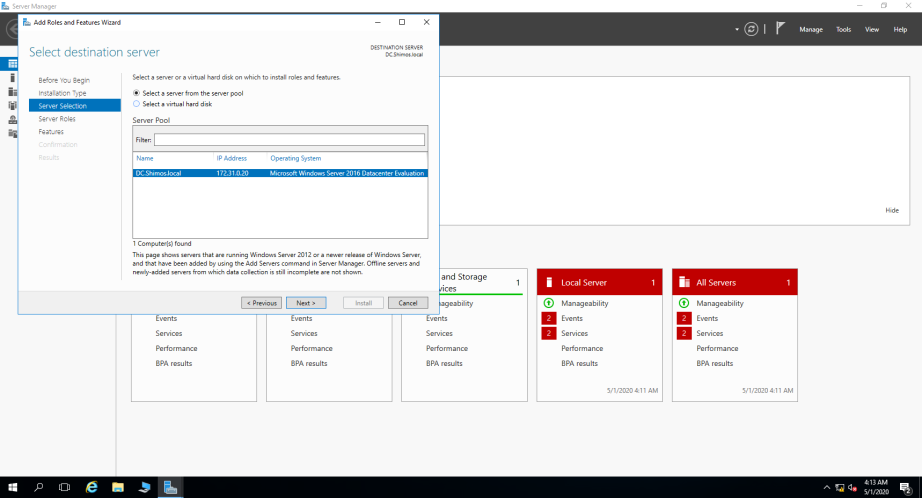 Server Manager
Add Roles and Features Wizard
Manage Tools View Help
Select destination server
DESTINATION SERVER
DC.Shimos.local
Before You Begin
Installation Type
Server Selection
Server Roles
Features
Confirmation
Results
Select a server or a virtual hard disk on which to install roles and features.
Select a server from the server pool
Select a virtual hard disk
Server Pool
Filter:
Name IP Address Operating System
DC.Shimos.local 172.31.0.20 Microsoft Windows Server 2016 Datacenter Evaluation
1 Computer(s) found
This page shows servers that are running Windows Server 2012 or a newer release of Windows Server,
and that have been added by using the Add Servers command in Server Manager. Offline servers and
newly-added servers from which data collection is still incomplete are not shown.
< Previous Next > Install Cancel
Hide
Events
Services
Performance
BPA results
Events
Services
Performance
BPA results
and Storage 1
vices
nageability
Events
Services
Performance
BPA results
Local Server 1
Manageability
2 Events
2 Services
Performance
BPA results
5/1/2020 4:11 AM
All Servers 1
Manageability
2 Events
2 Services
Performance
BPA results
5/1/2020 4:11 AM
4:13 AM
5/1/2020